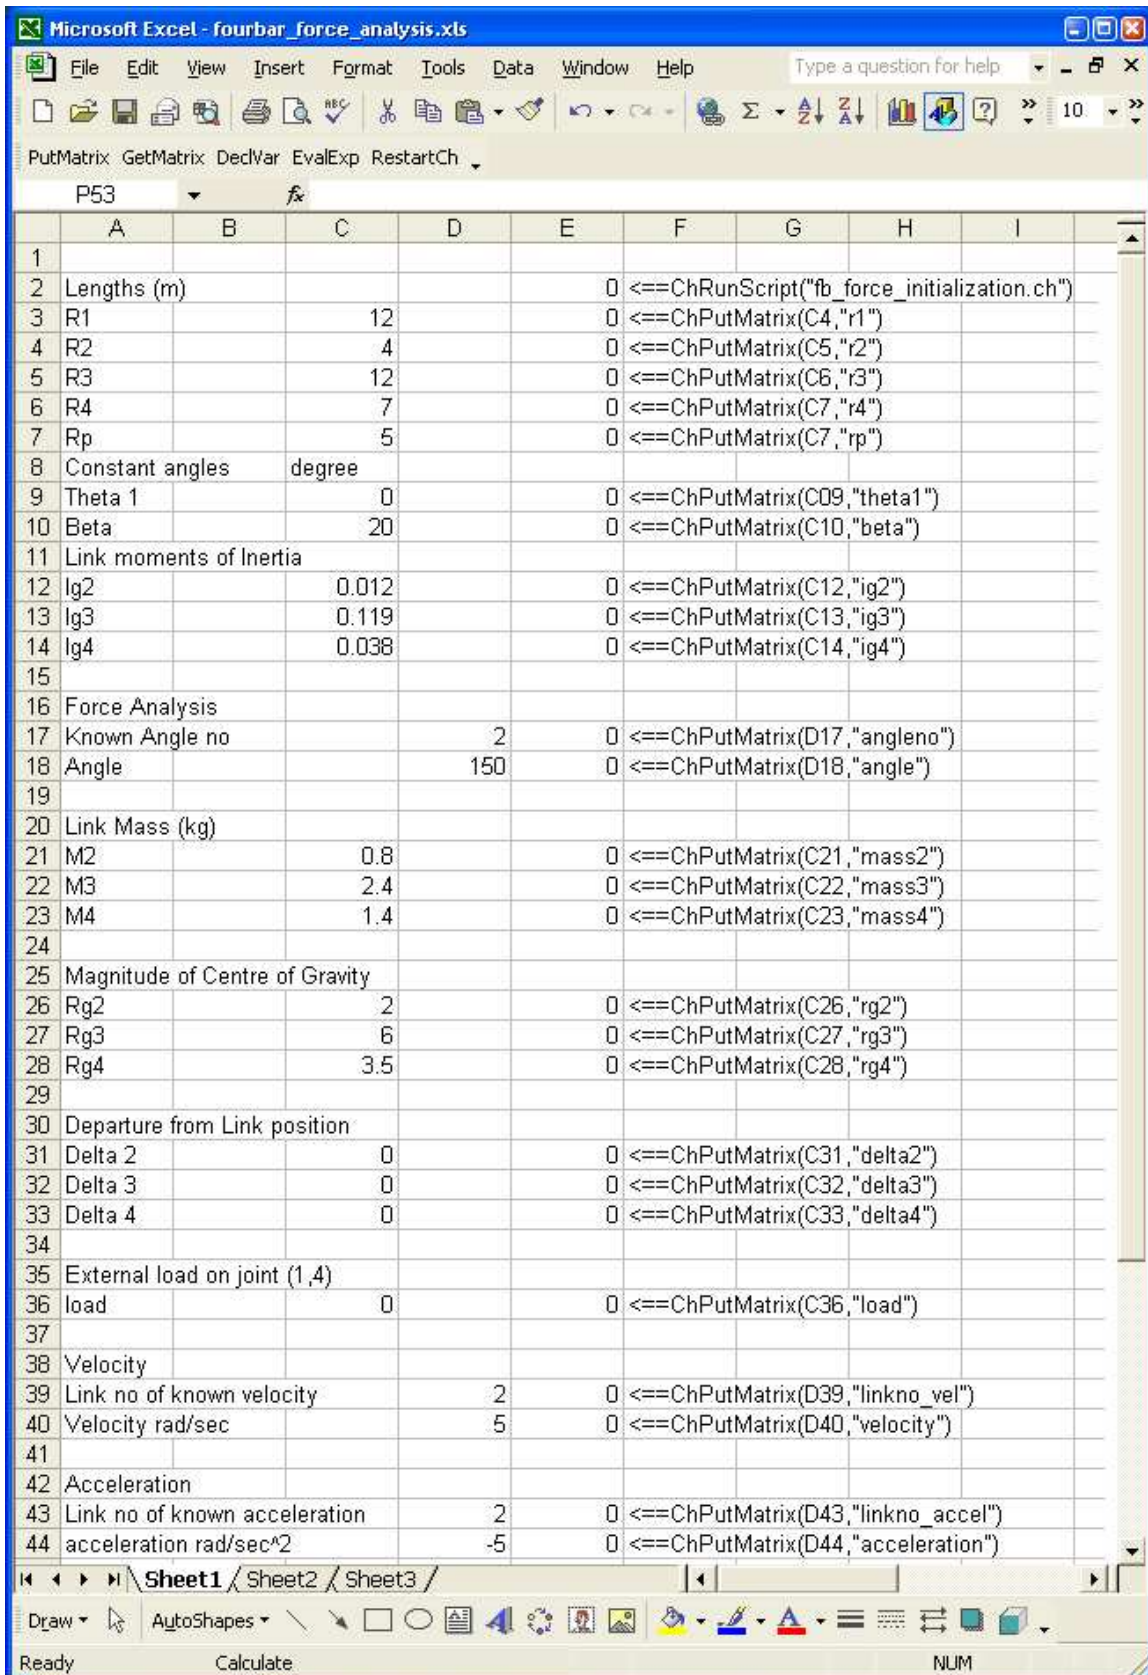 Microsoft Excel - fourbar_force_analysis.xls
File Edit View Insert Format Tools Data Window Help Type a question for help
10
PutMatrix GetMatrix DeclVar EvalExp RestartCh
P53 fx
A B C D E F G H I
1
2 Lengths (m) 0 <==ChRunScript("fb_force_initialization.ch")
3 R1 12 0 <==ChPutMatrix(C4,"r1")
4 R2 4 0 <==ChPutMatrix(C5,"r2")
5 R3 12 0 <==ChPutMatrix(C6,"r3")
6 R4 7 0 <==ChPutMatrix(C7,"r4")
7 Rp 5 0 <==ChPutMatrix(C7,"rp")
8 Constant angles degree
9 Theta 1 0 0 <==ChPutMatrix(C09,"theta1")
10 Beta 20 0 <==ChPutMatrix(C10,"beta")
11 Link moments of Inertia
12 Ig2 0.012 0 <==ChPutMatrix(C12,"ig2")
13 Ig3 0.119 0 <==ChPutMatrix(C13,"ig3")
14 Ig4 0.038 0 <==ChPutMatrix(C14,"ig4")
15
16 Force Analysis
17 Known Angle no 2 0 <==ChPutMatrix(D17,"angleno")
18 Angle 150 0 <==ChPutMatrix(D18,"angle")
19
20 Link Mass (kg)
21 M2 0.8 0 <==ChPutMatrix(C21,"mass2")
22 M3 2.4 0 <==ChPutMatrix(C22,"mass3")
23 M4 1.4 0 <==ChPutMatrix(C23,"mass4")
24
25 Magnitude of Centre of Gravity
26 Rg2 2 0 <==ChPutMatrix(C26,"rg2")
27 Rg3 6 0 <==ChPutMatrix(C27,"rg3")
28 Rg4 3.5 0 <==ChPutMatrix(C28,"rg4")
29
30 Departure from Link position
31 Delta 2 0 0 <==ChPutMatrix(C31,"delta2")
32 Delta 3 0 0 <==ChPutMatrix(C32,"delta3")
33 Delta 4 0 0 <==ChPutMatrix(C33,"delta4")
34
35 External load on joint (1,4)
36 load 0 0 <==ChPutMatrix(C36,"load")
37
38 Velocity
39 Link no of known velocity 2 0 <==ChPutMatrix(D39,"linkno_vel")
40 Velocity rad/sec 5 0 <==ChPutMatrix(D40,"velocity")
41
42 Acceleration
43 Link no of known acceleration 2 0 <==ChPutMatrix(D43,"linkno_accel")
44 acceleration rad/sec^2 -5 0 <==ChPutMatrix(D44,"acceleration")
Sheet1 Sheet2 Sheet3
Draw AutoShapes
Ready Calculate NUM